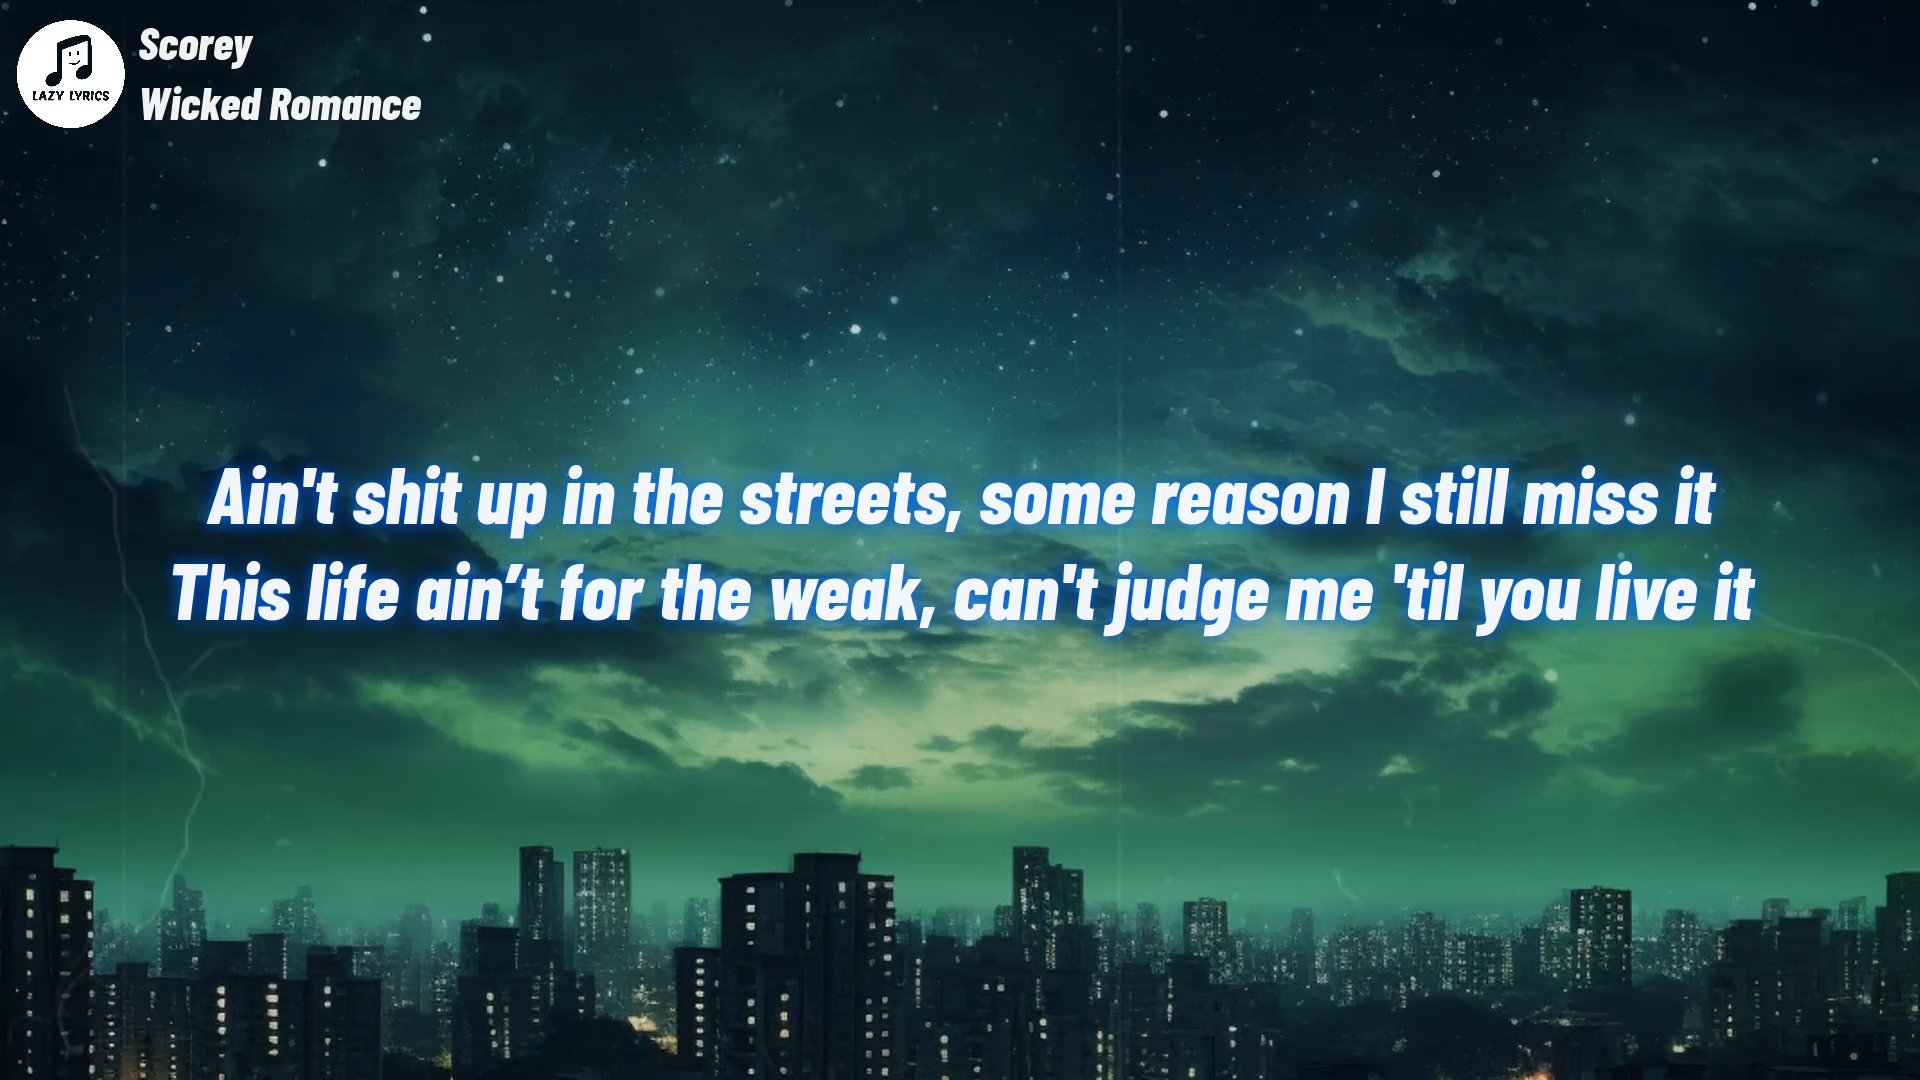 Scorey
Wicked Romance
LAZY LYRICS
Ain't shit up in the streets, some reason I still miss it
This life ain’t for the weak, can't judge me 'til you live it